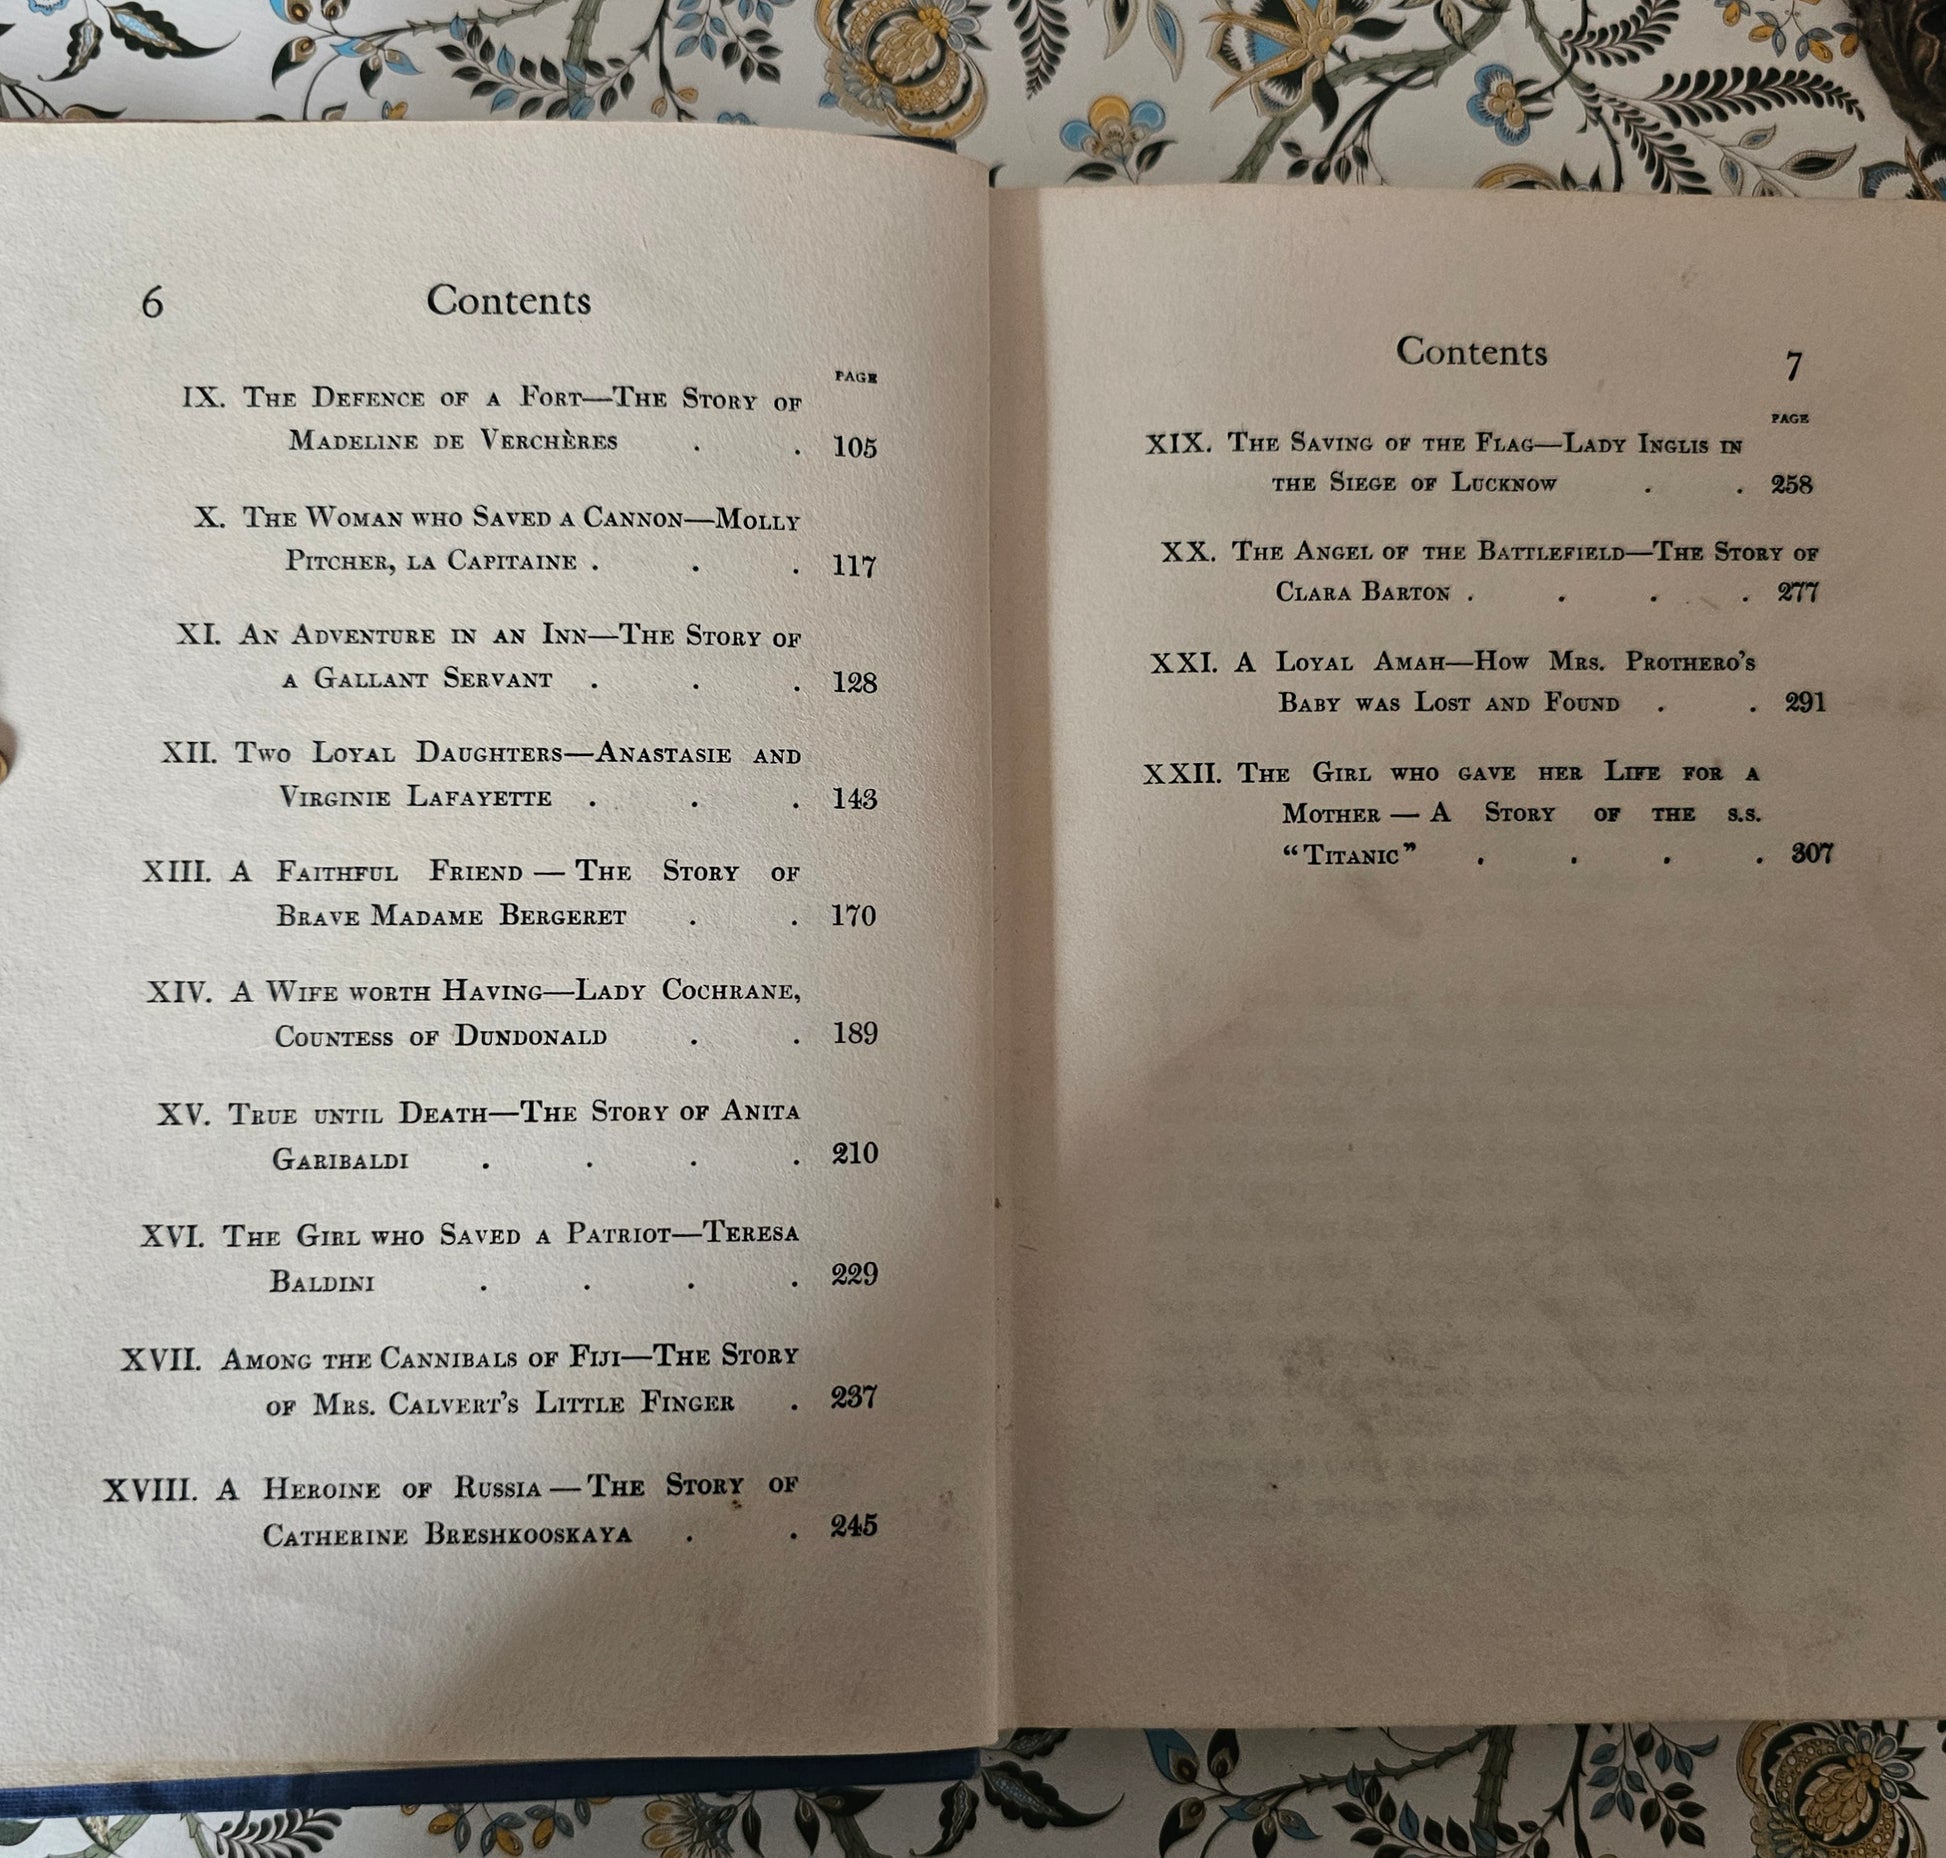 6 Contents
PAGE
IX. The Defence of a Fort—The Story of
Madeline de Verchères . . 105
X. The Woman who Saved a Cannon—Molly
Pitcher, la Capitaine . . . 117
XI. An Adventure in an Inn—The Story of
a Gallant Servant . . . 128
XII. Two Loyal Daughters—Anastasie and
Virginie Lafayette . . . 143
XIII. A Faithful Friend — The Story of
Brave Madame Bergeret . . 170
XIV. A Wife worth Having—Lady Cochrane,
Countess of Dundonald . . 189
XV. True until Death—The Story of Anita
Garibaldi . . . . 210
XVI. The Girl who Saved a Patriot—Teresa
Baldini . . . . 229
XVII. Among the Cannibals of Fiji—The Story
of Mrs. Calvert's Little Finger . 237
XVIII. A Heroine of Russia — The Story of
Catherine Breshkooskaya . . 245
Contents 7
PAGE
XIX. The Saving of the Flag—Lady Inglis in
the Siege of Lucknow . . 258
XX. The Angel of the Battlefield—The Story of
Clara Barton . . . . 277
XXI. A Loyal Amah—How Mrs. Prothero's
Baby was Lost and Found . . 291
XXII. The Girl who gave her Life for a
Mother — A Story of the s.s.
"Titanic" . . . . 307